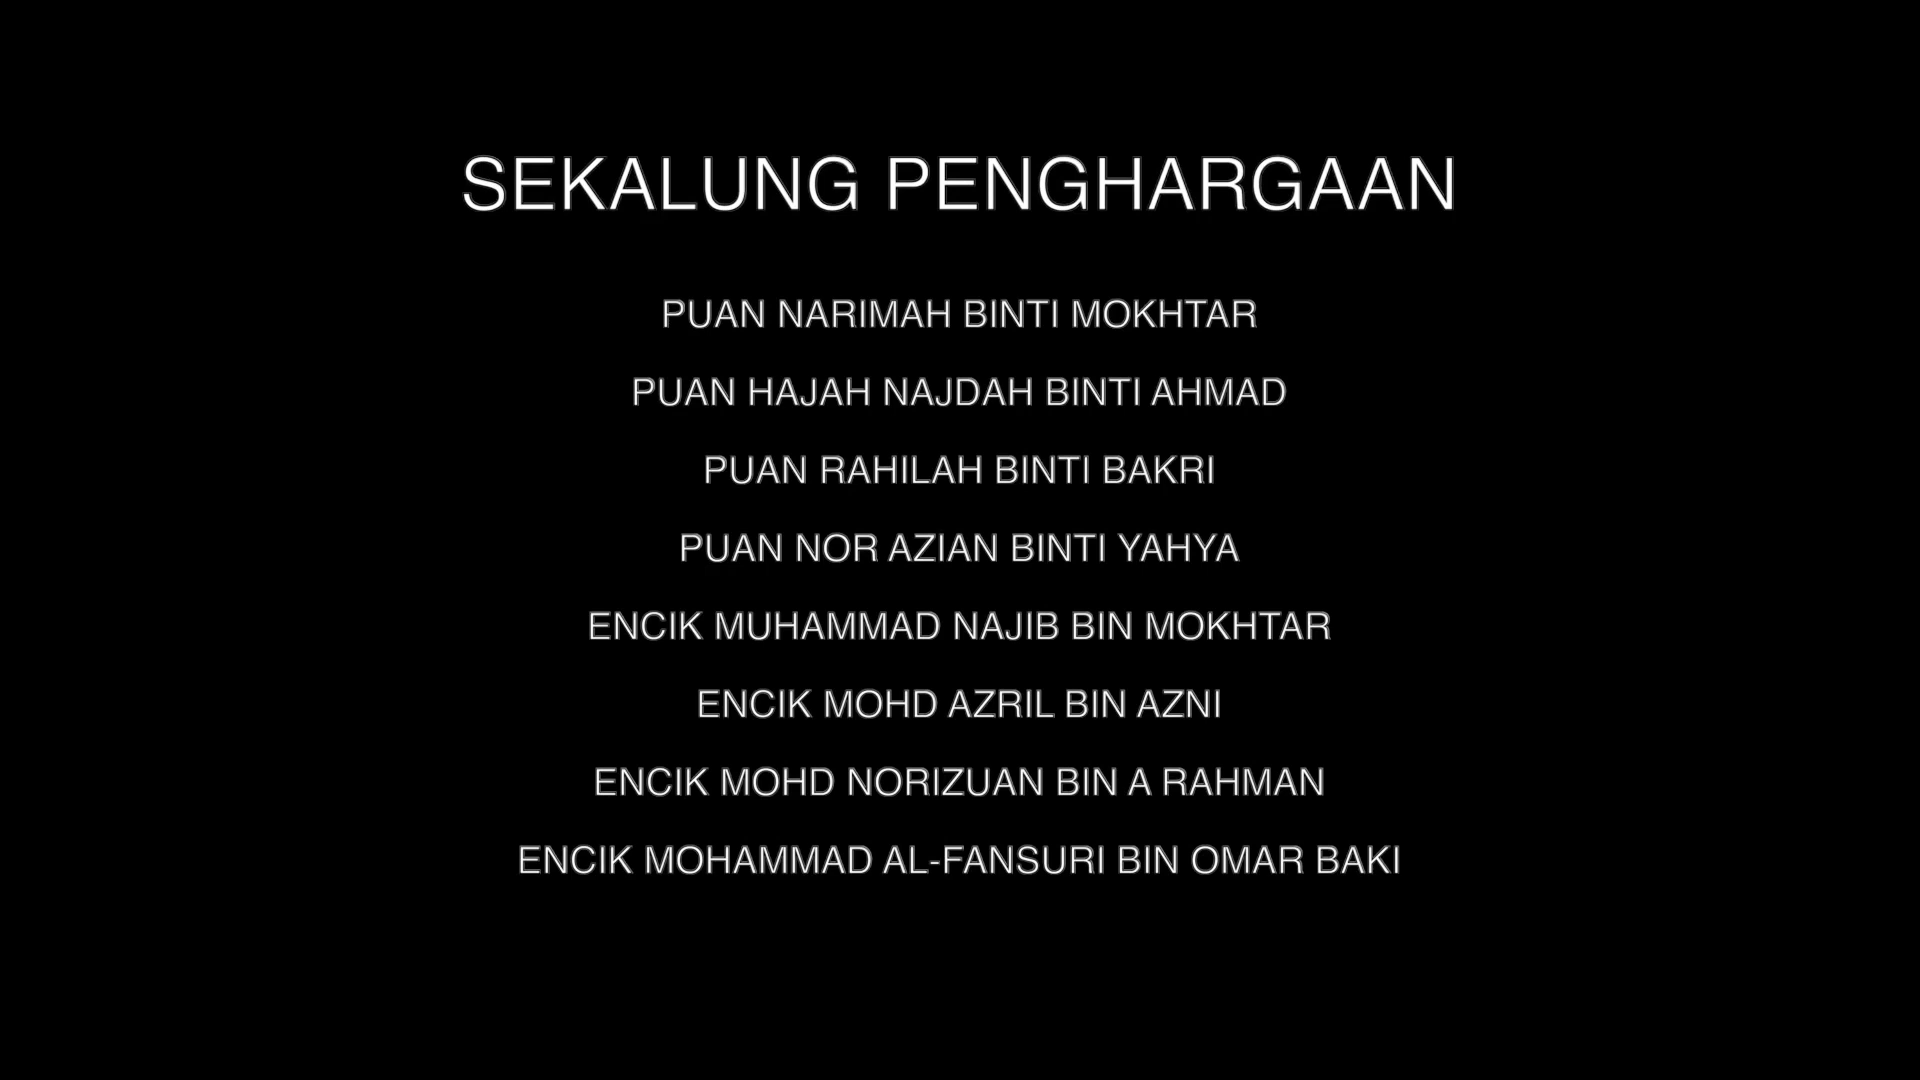 SEKALUNG PENGHARGAAN
PUAN NARIMAH BINTI MOKHTAR
PUAN HAJAH NAJDAH BINTI AHMAD
PUAN RAHILAH BINTI BAKRI
PUAN NOR AZIAN BINTI YAHYA
ENCIK MUHAMMAD NAJIB BIN MOKHTAR
ENCIK MOHD AZRIL BIN AZNI
ENCIK MOHD NORIZUAN BIN A RAHMAN
ENCIK MOHAMMAD AL-FANSURI BIN OMAR BAKI